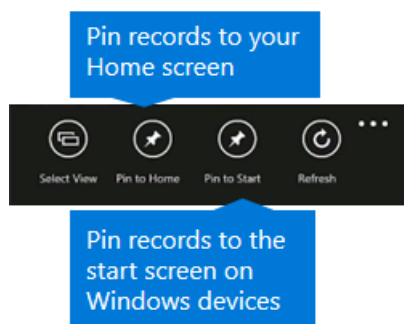 Pin records to your
Home screen
Select View Pin to Home Pin to Start Refresh
Pin records to the
start screen on
Windows devices